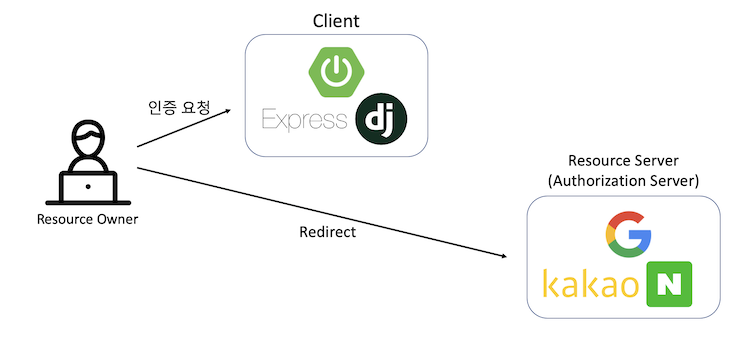 Client
Express
dj
인증 요청
Resource Owner
Redirect
Resource Server
(Authorization Server)
G
kakao
N